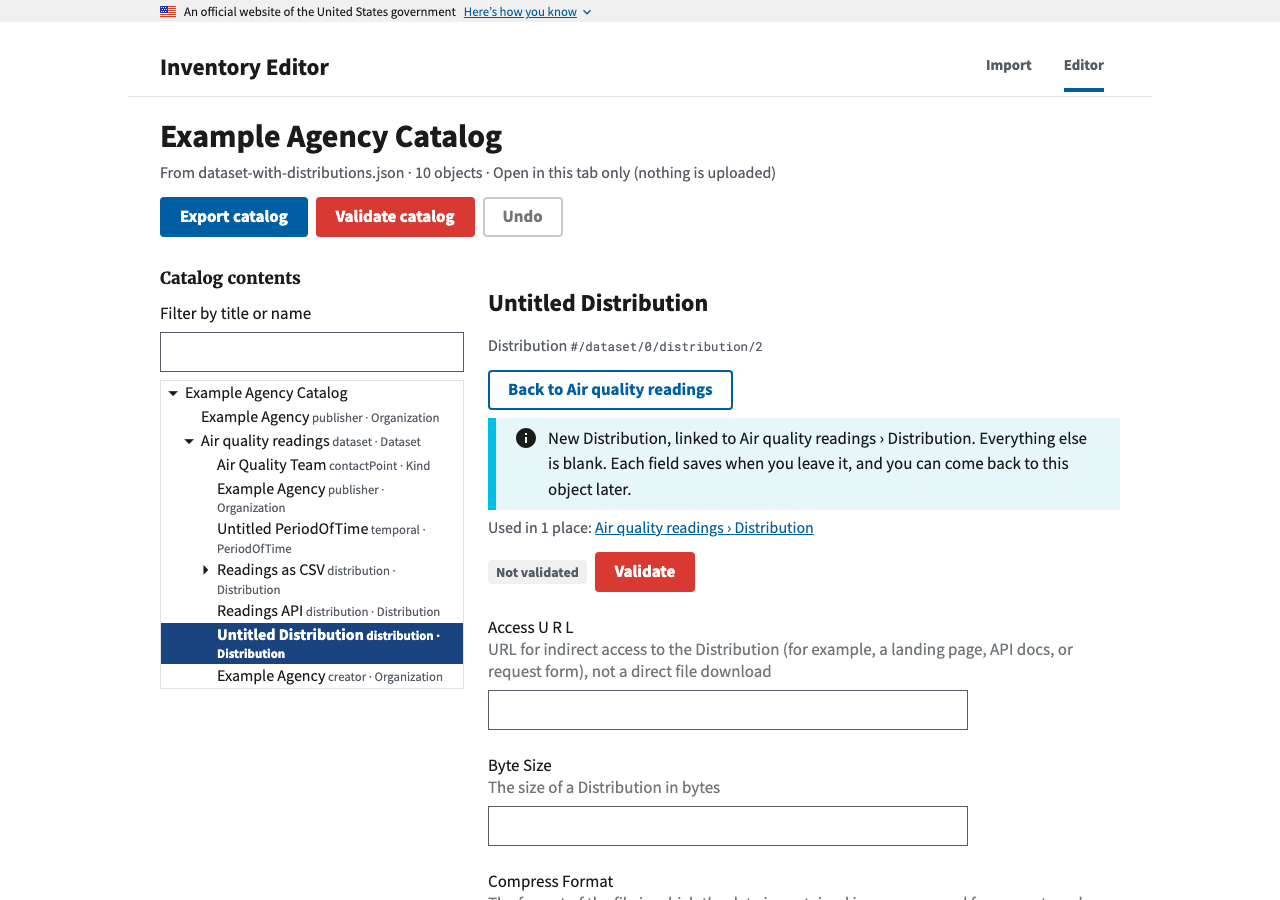 An official website of the United States government Here's how you know
Inventory Editor
Import
Editor
Example Agency Catalog
From dataset-with-distributions.json · 10 objects · Open in this tab only (nothing is uploaded)
Export catalog
Validate catalog
Undo
Catalog contents
Filter by title or name
Example Agency Catalog
Example Agency publisher · Organization
Air quality readings dataset · Dataset
Air Quality Team contactPoint · Kind
Example Agency publisher ·
Organization
Untitled PeriodOfTime temporal ·
PeriodOfTime
Readings as CSV distribution ·
Distribution
Readings API distribution · Distribution
Untitled Distribution distribution ·
Distribution
Example Agency creator · Organization
Untitled Distribution
Distribution #/dataset/0/distribution/2
Back to Air quality readings
New Distribution, linked to Air quality readings › Distribution. Everything else
is blank. Each field saves when you leave it, and you can come back to this
object later.
Used in 1 place: Air quality readings › Distribution
Not validated
Validate
Access U R L
URL for indirect access to the Distribution (for example, a landing page, API docs, or
request form), not a direct file download
Byte Size
The size of a Distribution in bytes
Compress Format